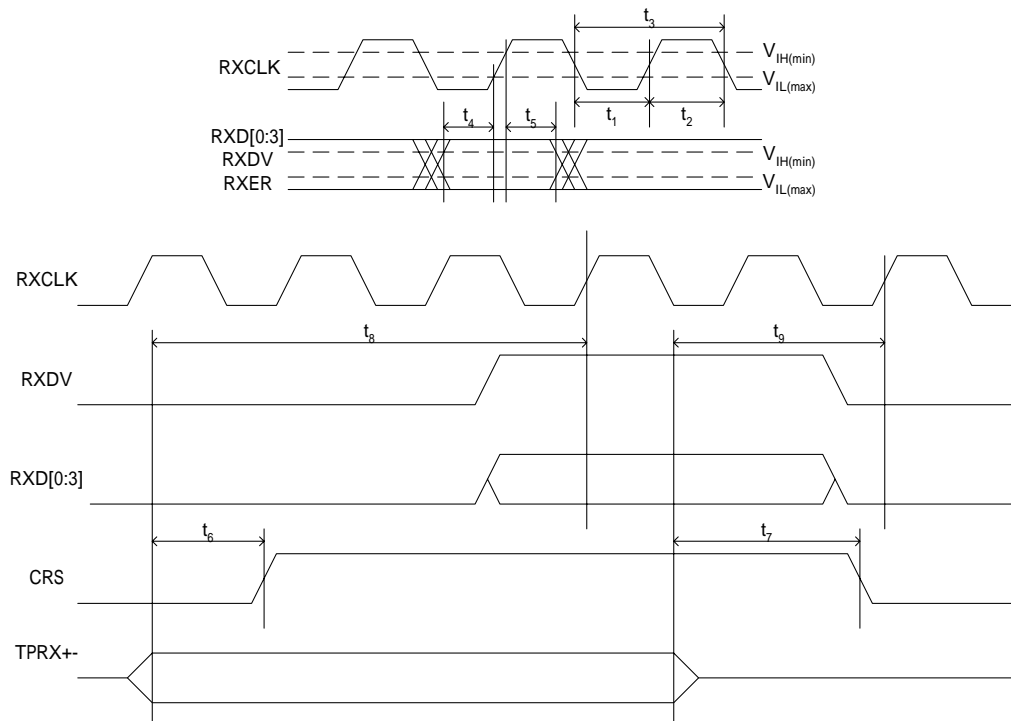 t3
RXCLK
VIH(min)
VIL(max)
t4
t5
t1
t2
RXD[0:3]
RXDV
RXER
VIH(min)
VIL(max)
RXCLK
t8
t9
RXDV
RXD[0:3]
t6
t7
CRS
TPRX+-